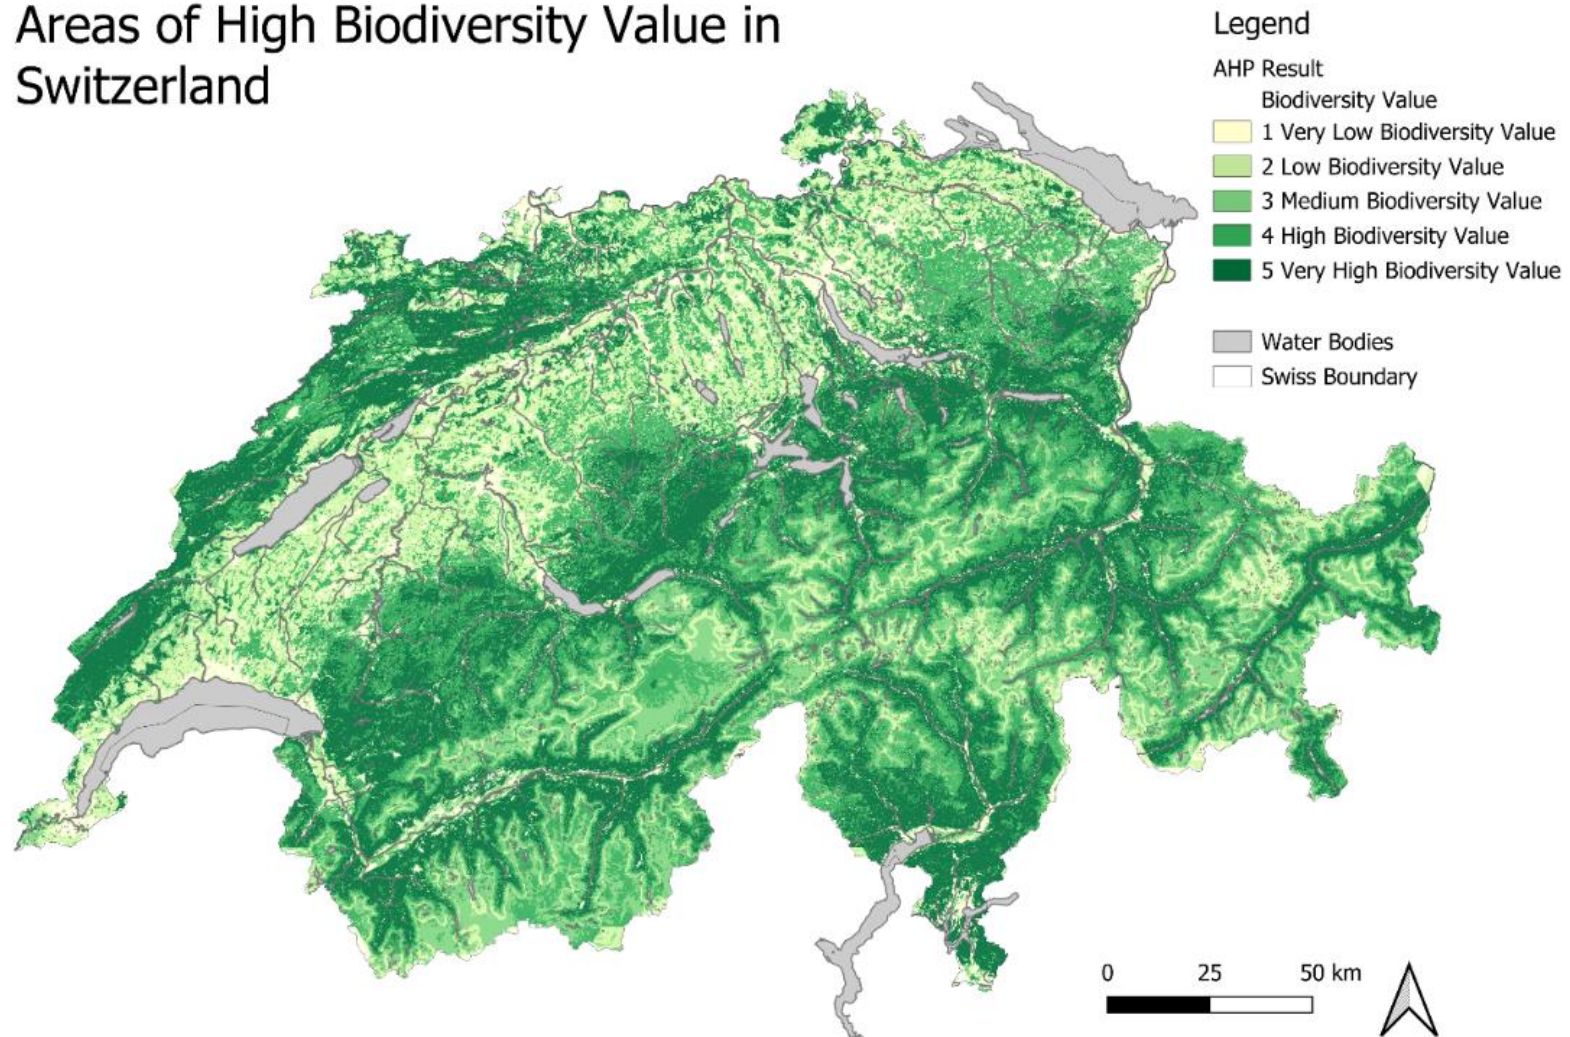 Areas of High Biodiversity Value in
Switzerland
Legend
AHP Result
Biodiversity Value
1 Very Low Biodiversity Value
2 Low Biodiversity Value
3 Medium Biodiversity Value
4 High Biodiversity Value
5 Very High Biodiversity Value
Water Bodies
Swiss Boundary
0 25 50 km